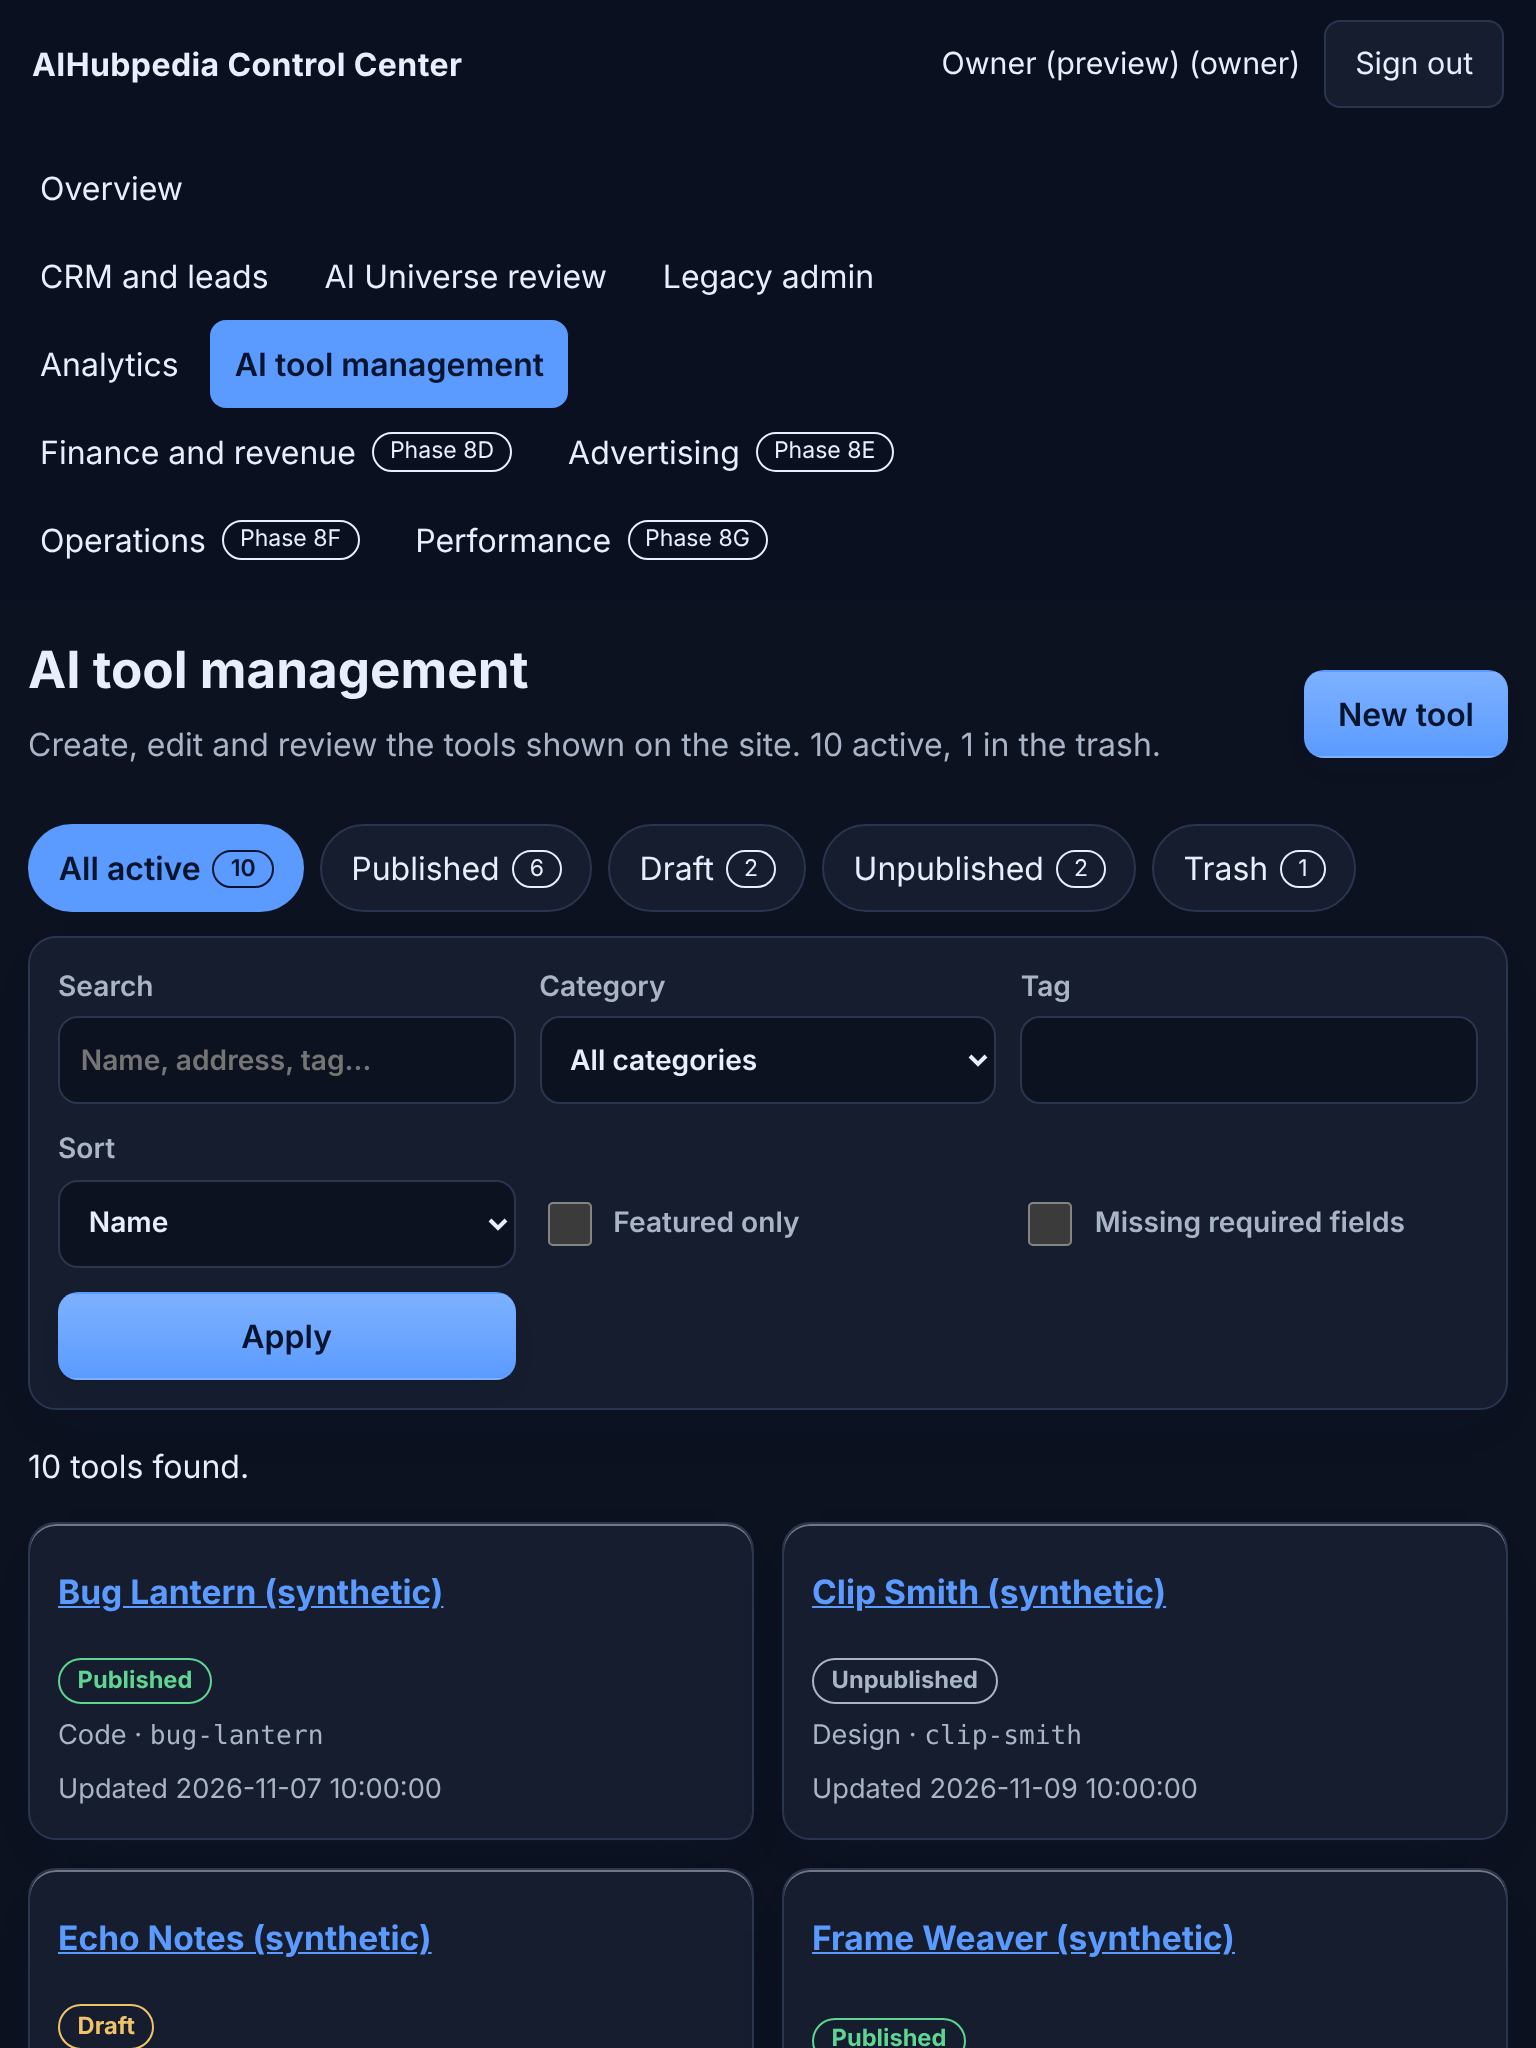 AIHubpedia Control Center Owner (preview) (owner) Sign out
Overview
CRM and leads AI Universe review Legacy admin
Analytics AI tool management
Finance and revenue Phase 8D Advertising Phase 8E
Operations Phase 8F Performance Phase 8G
AI tool management
New tool
Create, edit and review the tools shown on the site. 10 active, 1 in the trash.
All active 10 Published 6 Draft 2 Unpublished 2 Trash 1
Search Category Tag
Name, address, tag... All categories
Sort
Name Featured only Missing required fields
Apply
10 tools found.
Bug Lantern (synthetic)
Published
Code · bug-lantern
Updated 2026-11-07 10:00:00
Clip Smith (synthetic)
Unpublished
Design · clip-smith
Updated 2026-11-09 10:00:00
Echo Notes (synthetic)
Draft
Frame Weaver (synthetic)
Published